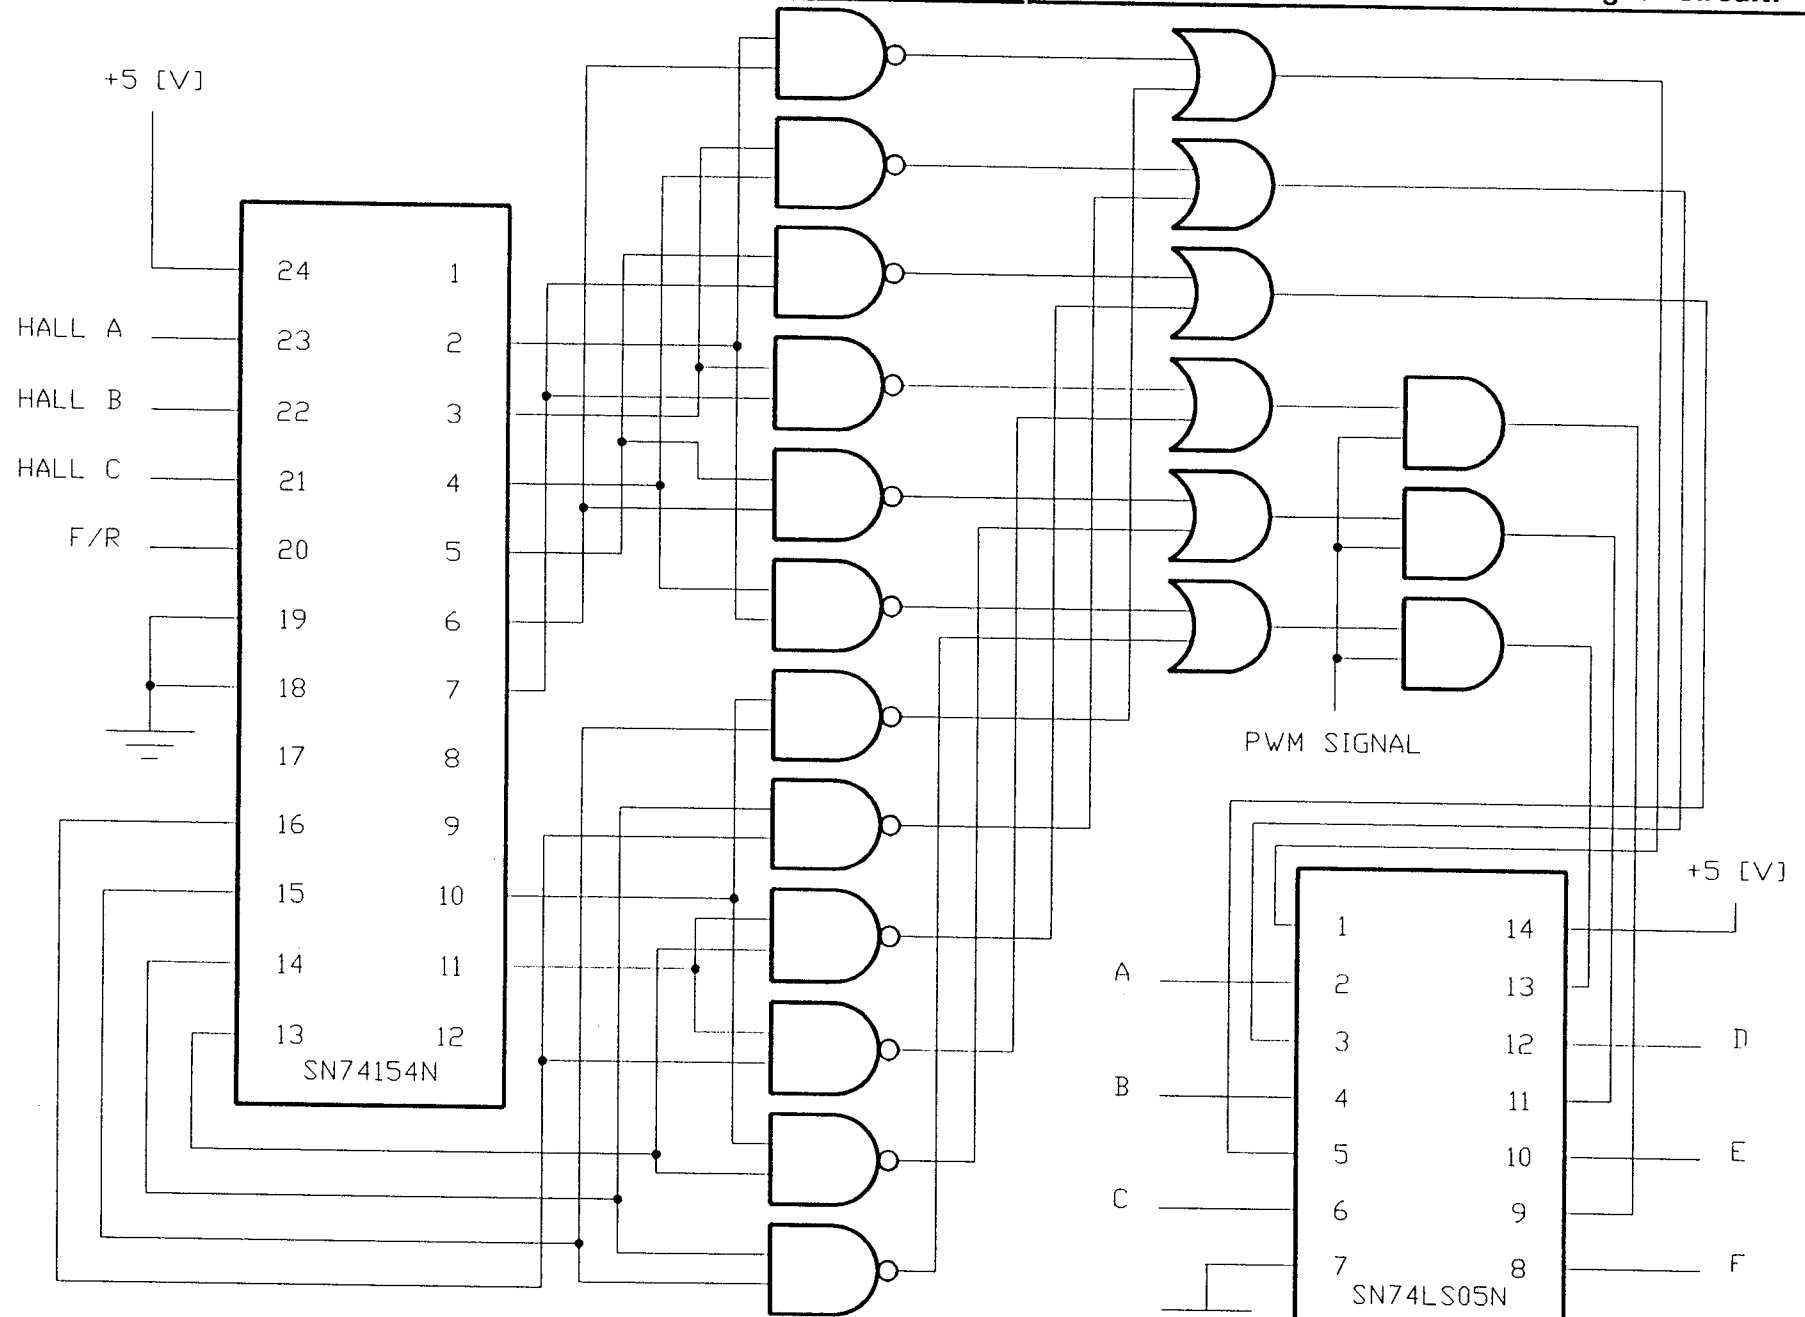 +5 [V]
HALL A
HALL B
HALL C
F/R
24 1
23 2
22 3
21 4
20 5
19 6
18 7
17 8
16 9
15 10
14 11
13 12
SN74154N
PWM SIGNAL
+5 [V]
A
B
C
1 14
2 13
3 12
4 11
5 10
6 9
7 8
SN74LS05N
D
E
F